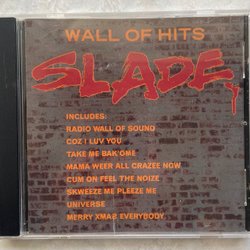 WALL OF HITS
SLADE
INCLUDES:
RADIO WALL OF SOUND
COZ I LUV YOU
TAKE ME BAK'OME
MAMA WEER ALL CRAZEE NOW
CUM ON FEEL THE NOIZE
SKWEEZE ME PLEEZE ME
UNIVERSE
MERRY XMAS EVERYBODY